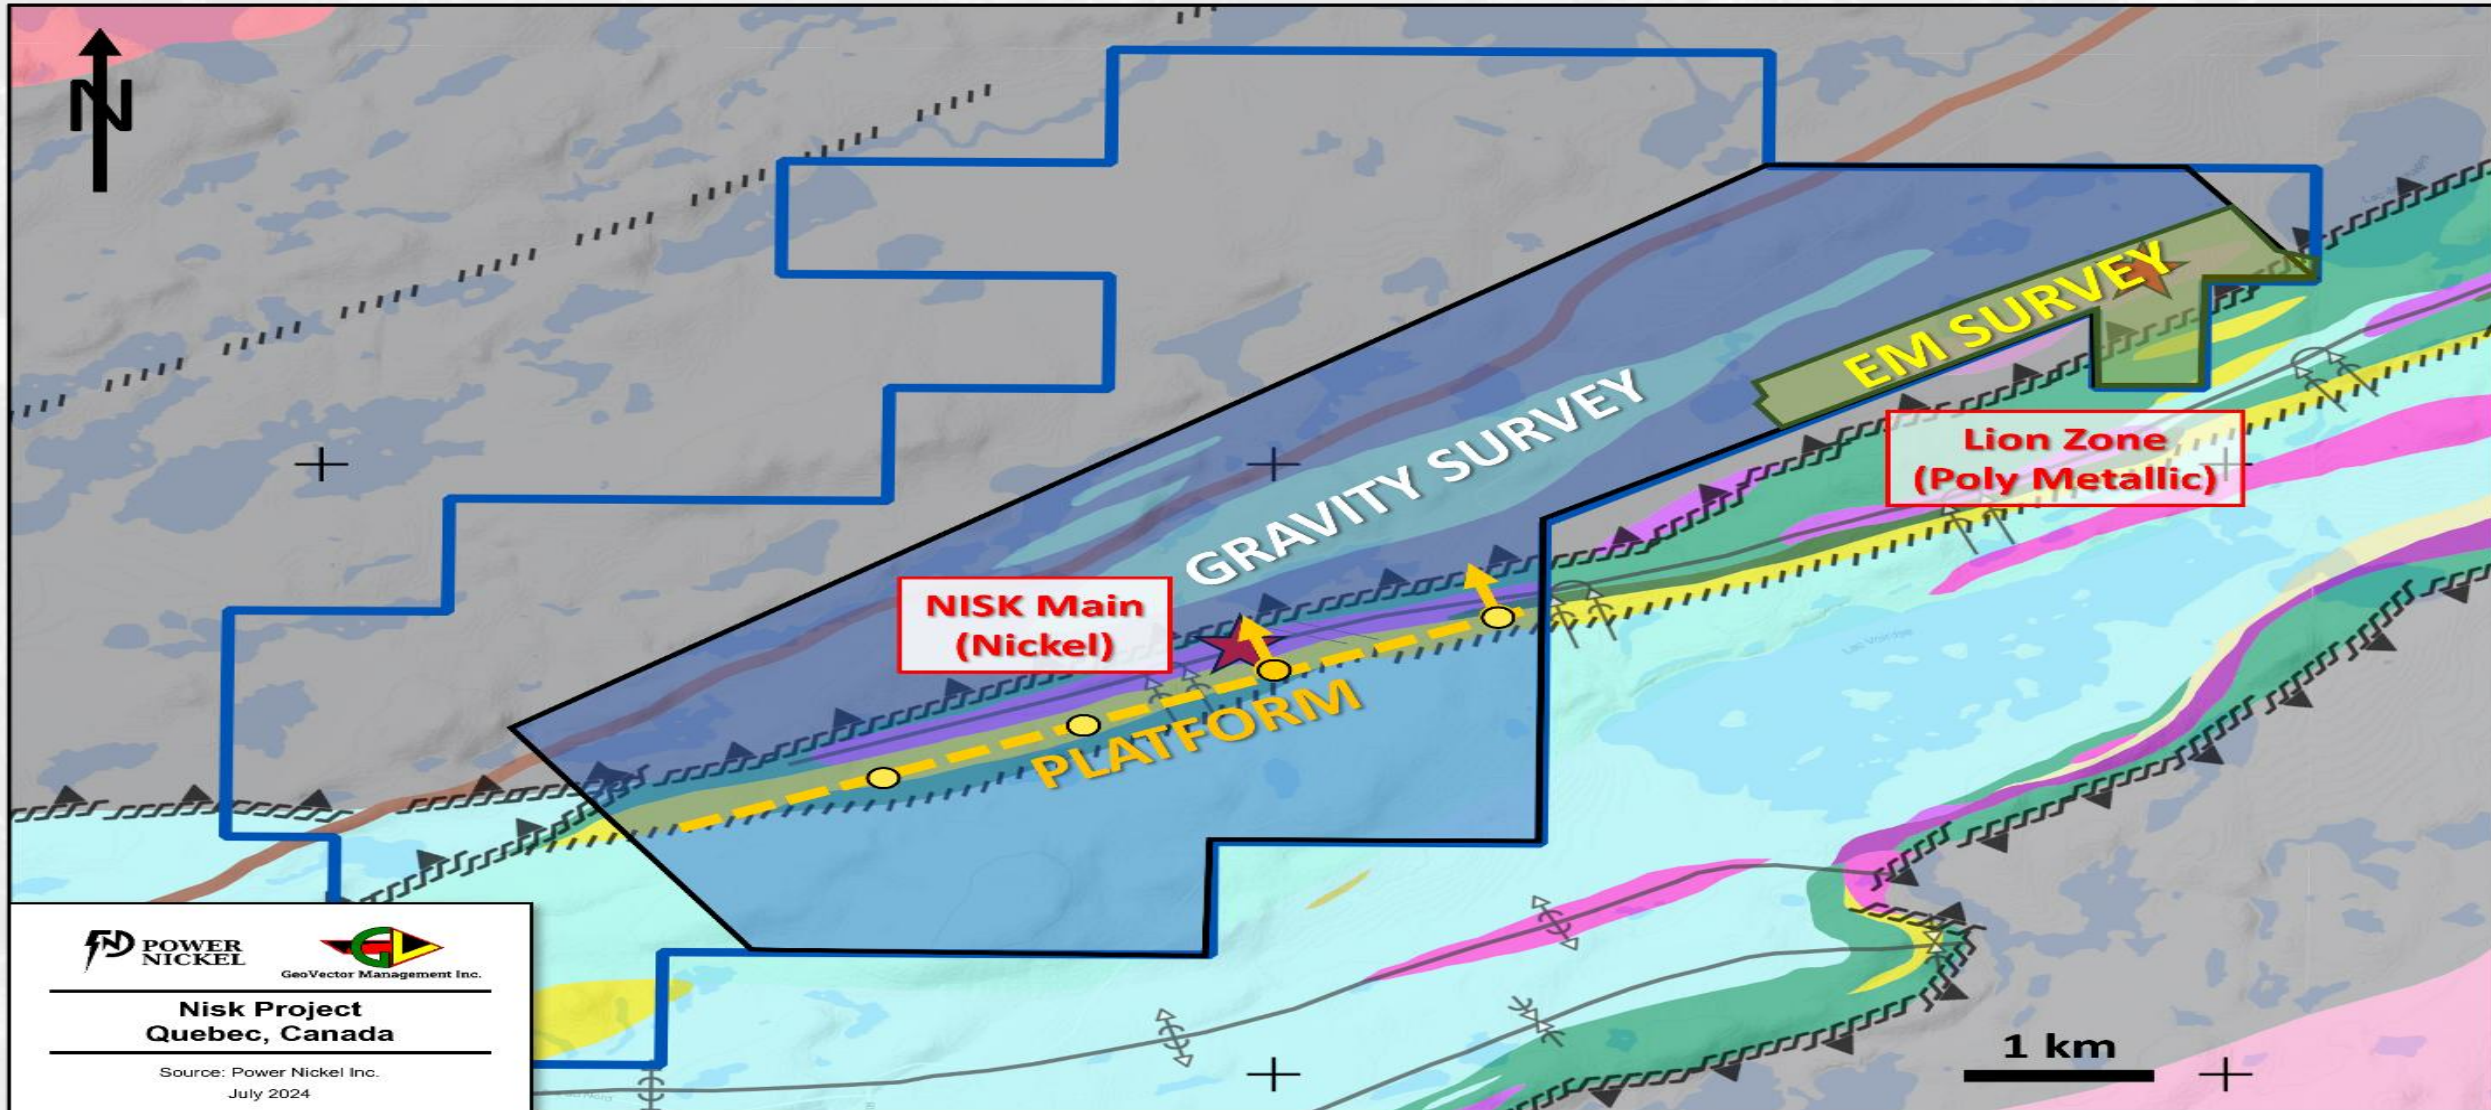 N
EM SURVEY
GRAVITY SURVEY
Lion Zone
(Poly Metallic)
NISK Main
(Nickel)
PLATFORM
POWER
NICKEL
GeoVector Management Inc.
Nisk Project
Quebec, Canada
Source: Power Nickel Inc.
July 2024
1 km